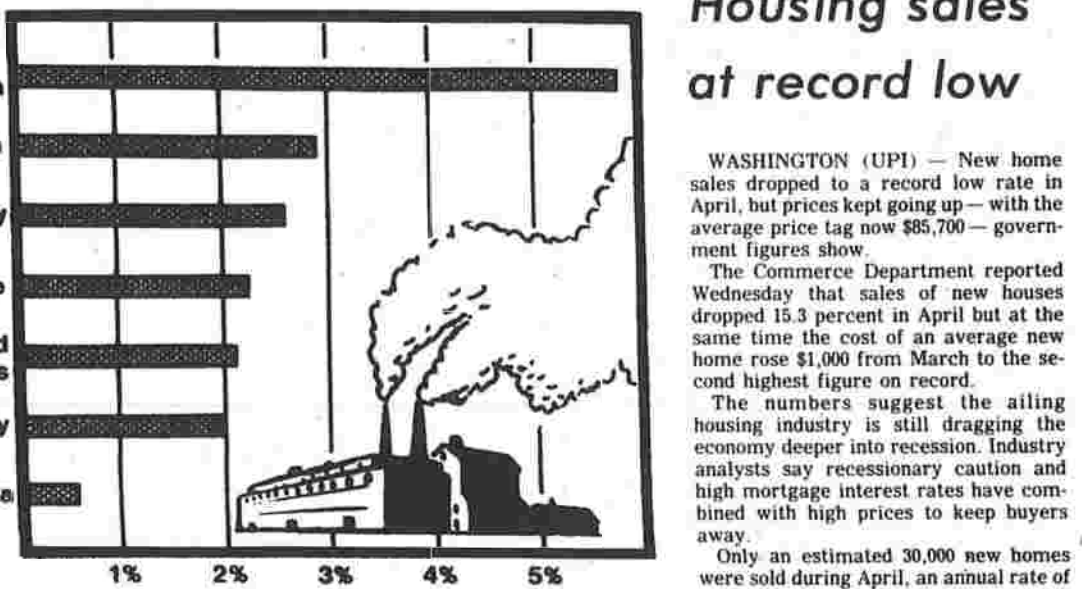 1%
2%
3%
4%
5%
Housing sales
at record low
WASHINGTON (UPI) — New home
sales dropped to a record low rate in
April, but prices kept going up — with the
average price tag now $85,700 — govern-
ment figures show.
The Commerce Department reported
Wednesday that sales of new houses
dropped 15.3 percent in April but at the
same time the cost of an average new
home rose $1,000 from March to the se-
cond highest figure on record.
The numbers suggest the ailing
housing industry is still dragging the
economy deeper into recession. Industry
analysts say recessionary caution and
high mortgage interest rates have com-
bined with high prices to keep buyers
away.
Only an estimated 30,000 new homes
were sold during April, an annual rate of